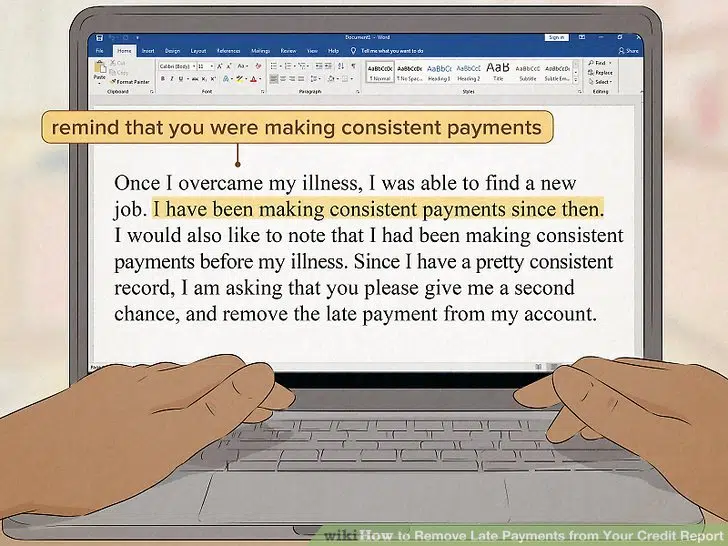 Document1 - Word
Sign in
File Home Insert Design Layout References Mailings Review View Help Tell me what you want to do Share
Cut
Copy
Paste
Format Painter
Calibri (Body) 11
Find
Replace
Select
AaBbCcDc AaBbCcDc AaBbCc AaBbCc AaB AaBbCcDc AaBbCcDc
1 Normal 1 No Spac... Heading 1 Heading 2 Title Subtitle Subtle Em...
Clipboard Font Paragraph Styles Editing
remind that you were making consistent payments
Once I overcame my illness, I was able to find a new
job. I have been making consistent payments since then.
I would also like to note that I had been making consistent
payments before my illness. Since I have a pretty consistent
record, I am asking that you please give me a second
chance, and remove the late payment from my account.
wikiHow to Remove Late Payments from Your Credit Report